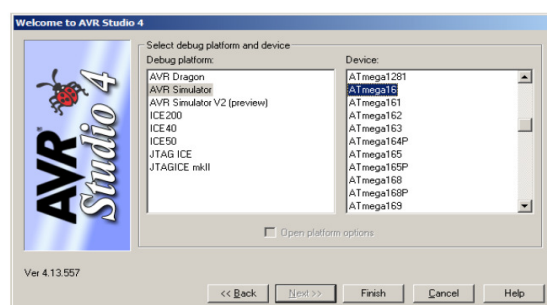 Welcome to AVR Studio 4
Select debug platform and device
Debug platform:
AVR Dragon
AVR Simulator
AVR Simulator V2 (preview)
ICE200
ICE40
ICE50
JTAG ICE
JTAGICE mkII
Device:
ATmega1281
ATmega16
ATmega161
ATmega162
ATmega163
ATmega164P
ATmega165
ATmega165P
ATmega168
ATmega168P
ATmega169
AVR®
Studio 4
Open platform options
Ver 4.13.557
<< Back
Next >>
Finish
Cancel
Help